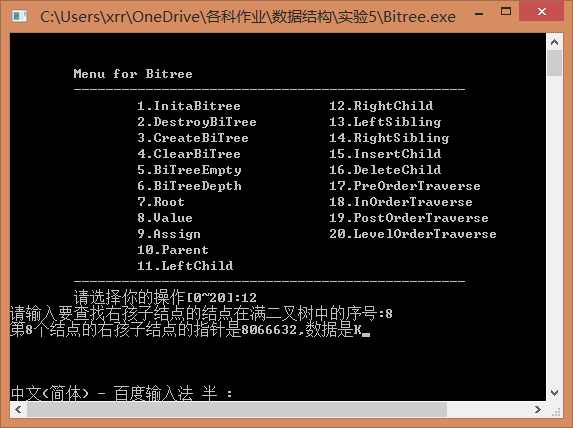 C:\Users\xrr\OneDrive\各科作业\数据结构\实验5\Bitree.exe
Menu for Bitree
1.InitaBitree 12.RightChild
2.DestroyBiTree 13.LeftSibling
3.CreateBiTree 14.RightSibling
4.ClearBiTree 15.InsertChild
5.BiTreeEmpty 16.DeleteChild
6.BiTreeDepth 17.PreOrderTraverse
7.Root 18.InOrderTraverse
8.Value 19.PostOrderTraverse
9.Assign 20.LevelOrderTraverse
10.Parent
11.LeftChild
请选择你的操作[0~20]:12
请输入要查找右孩子结点的结点在满二叉树中的序号:8
第8个结点的右孩子结点的指针是8066632,数据是K
中文(简体) - 百度输入法 半 :